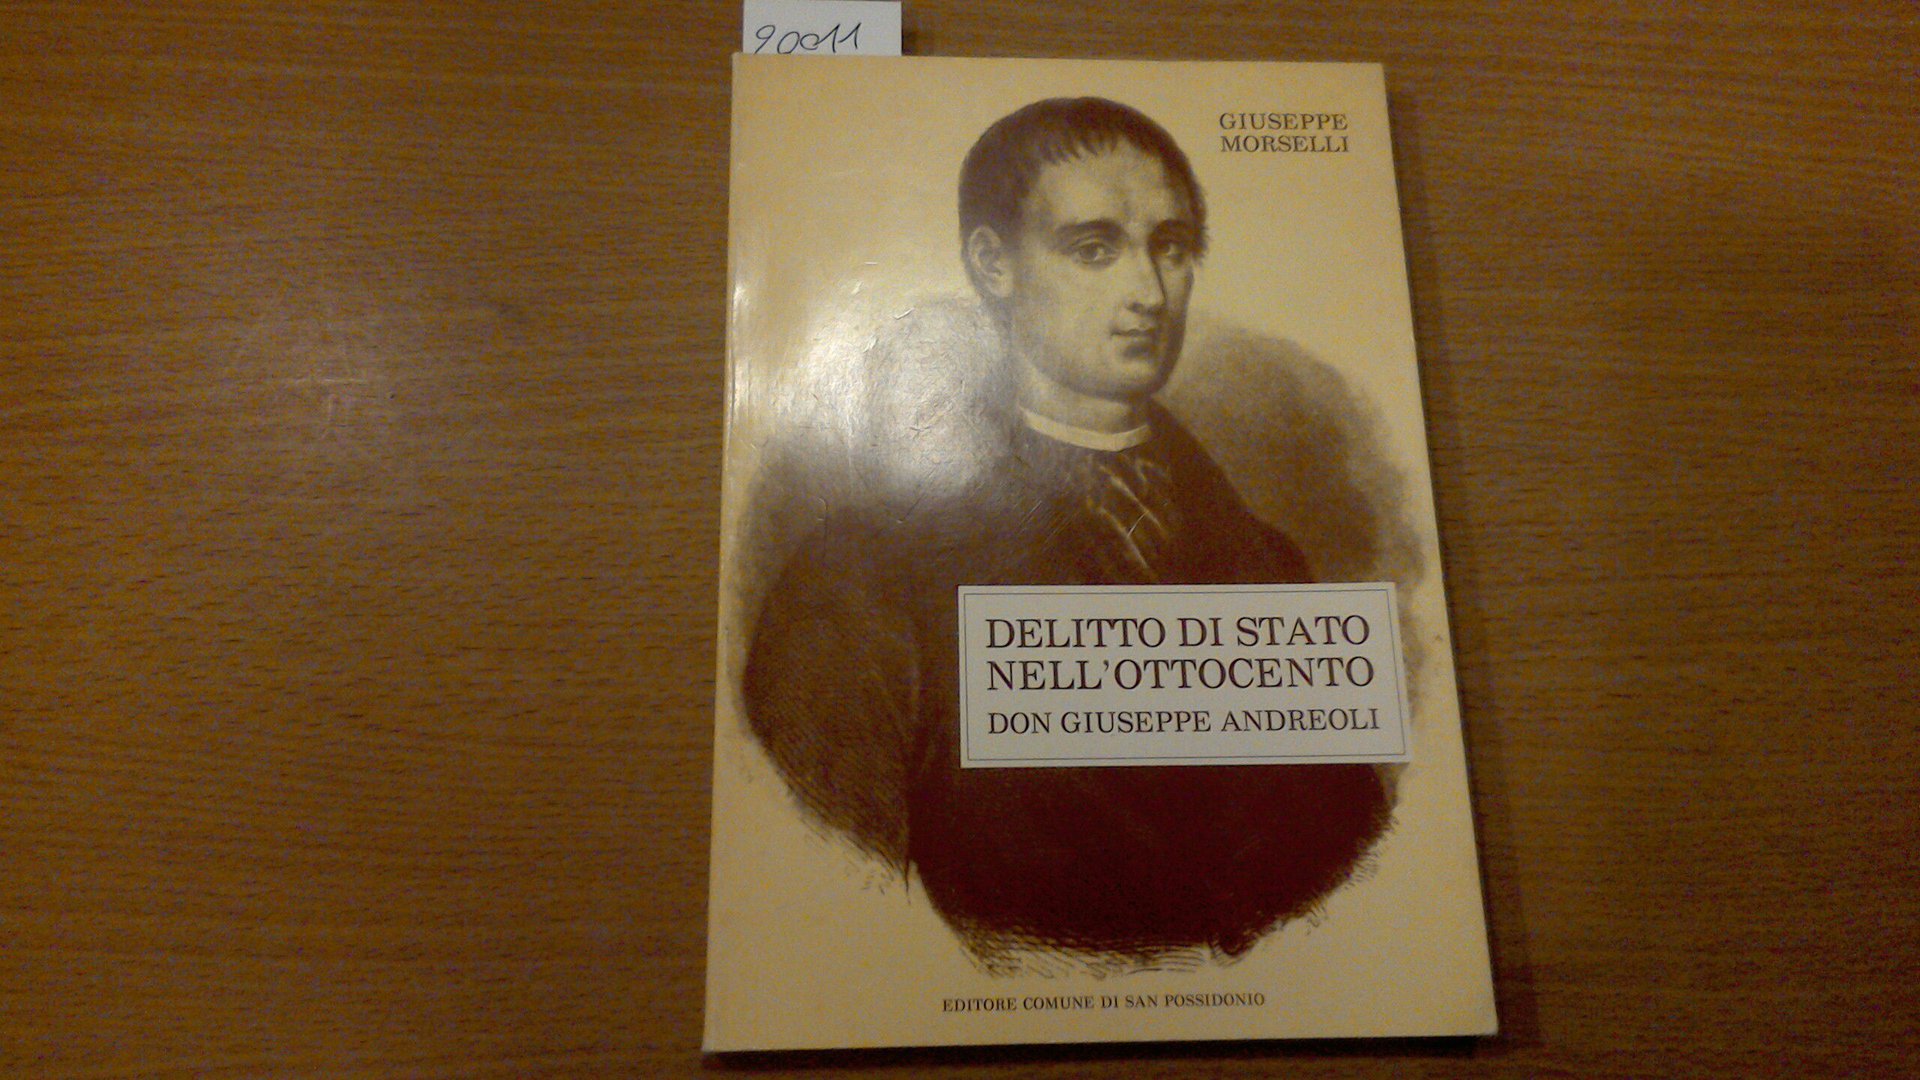 90011
GIUSEPPE
MORSELLI
DELITTO DI STATO
NELL'OTTOCENTO
DON GIUSEPPE ANDREOLI
EDITORE COMUNE DI SAN POSSIDONIO